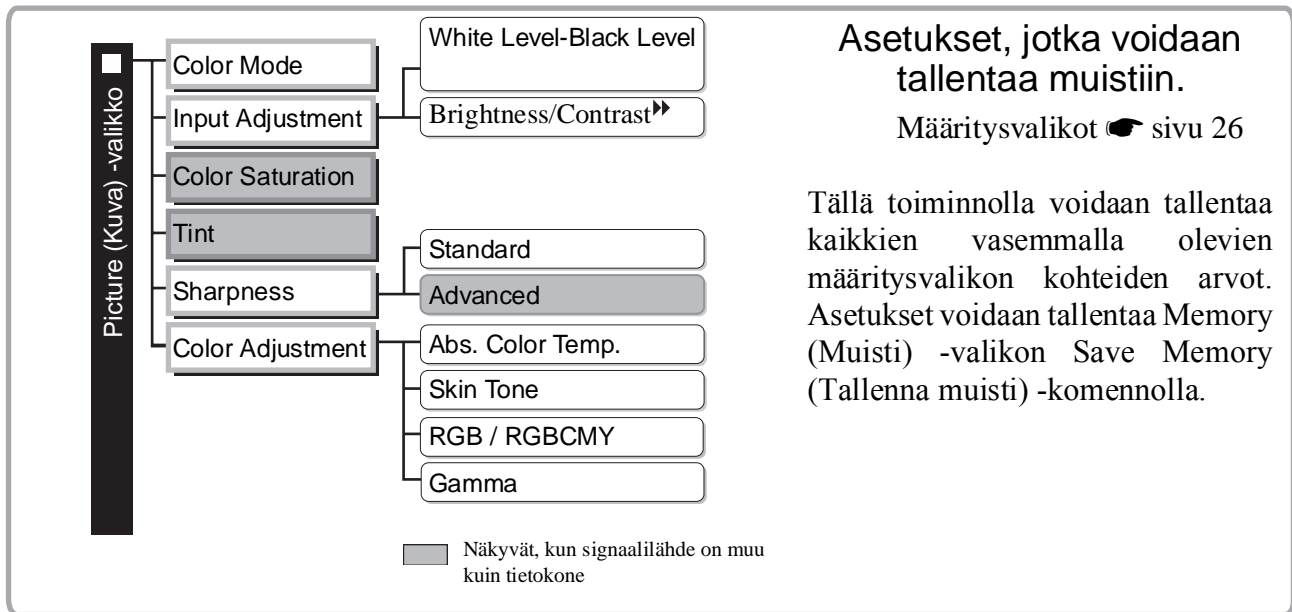 Picture (Kuva) -valikko
Color Mode
Input Adjustment
Color Saturation
Tint
Sharpness
Color Adjustment
White Level-Black Level
Brightness/Contrast
Standard
Advanced
Abs. Color Temp.
Skin Tone
RGB / RGBCMY
Gamma
Näkyvät, kun signaalilähde on muu
kuin tietokone
Asetukset, jotka voidaan
tallentaa muistiin.
Määritysvalikot ☛ sivu 26
Tällä toiminnolla voidaan tallentaa
kaikkien vasemmalla olevien
määritysvalikon kohteiden arvot.
Asetukset voidaan tallentaa Memory
(Muisti) -valikon Save Memory
(Tallenna muisti) -komennolla.